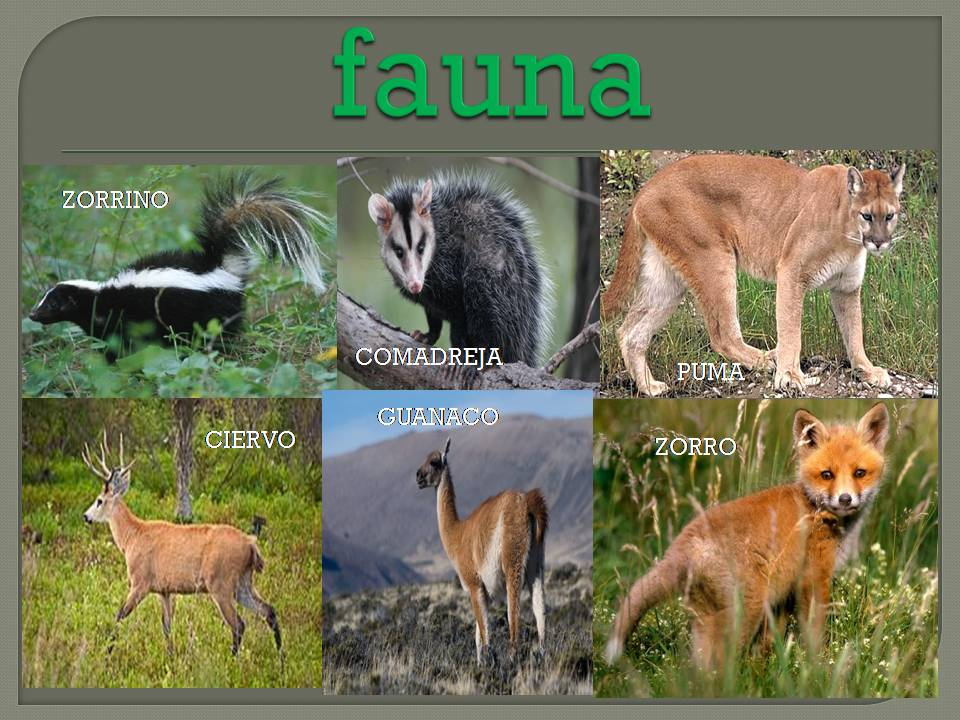 fauna
ZORRINO
COMADREJA
PUMA
CIERVO
GUANACO
ZORRO